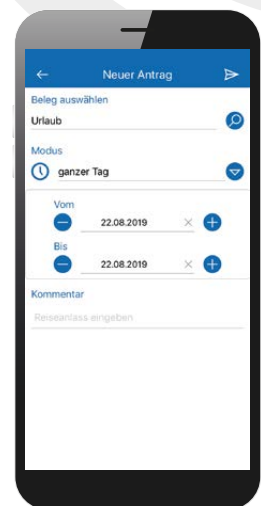 Neuer Antrag
Beleg auswählen
Urlaub
Modus
ganzer Tag
Vom
22.08.2019
Bis
22.08.2019
Kommentar
Reiseanlass eingeben